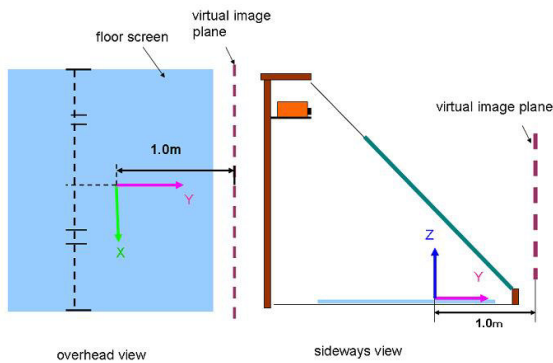 virtual image
plane
floor screen
1.0m
Y
X
overhead view
virtual image plane
Z
Y
1.0m
sideways view